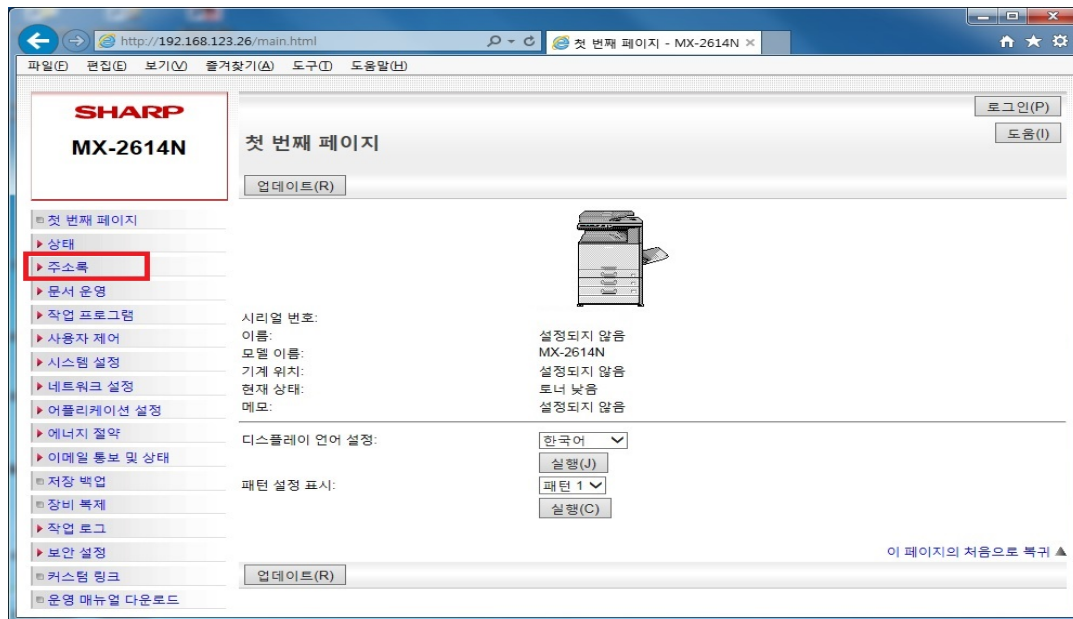 http://192.168.123.26/main.html
첫 번째 페이지 - MX-2614N
파일(F) 편집(E) 보기(V) 즐겨찾기(A) 도구(T) 도움말(H)
SHARP
MX-2614N
첫 번째 페이지
로그인(P)
도움(I)
업데이트(R)
첫 번째 페이지
상태
주소록
문서 운영
작업 프로그램
사용자 제어
시스템 설정
네트워크 설정
어플리케이션 설정
에너지 절약
이메일 통보 및 상태
저장 백업
장비 복제
작업 로그
보안 설정
커스텀 링크
운영 매뉴얼 다운로드
시리얼 번호:
이름: 설정되지 않음
모델 이름: MX-2614N
기계 위치: 설정되지 않음
현재 상태: 토너 낮음
메모: 설정되지 않음
디스플레이 언어 설정: 한국어
실행(J)
패턴 설정 표시: 패턴 1
실행(C)
이 페이지의 처음으로 복귀
업데이트(R)